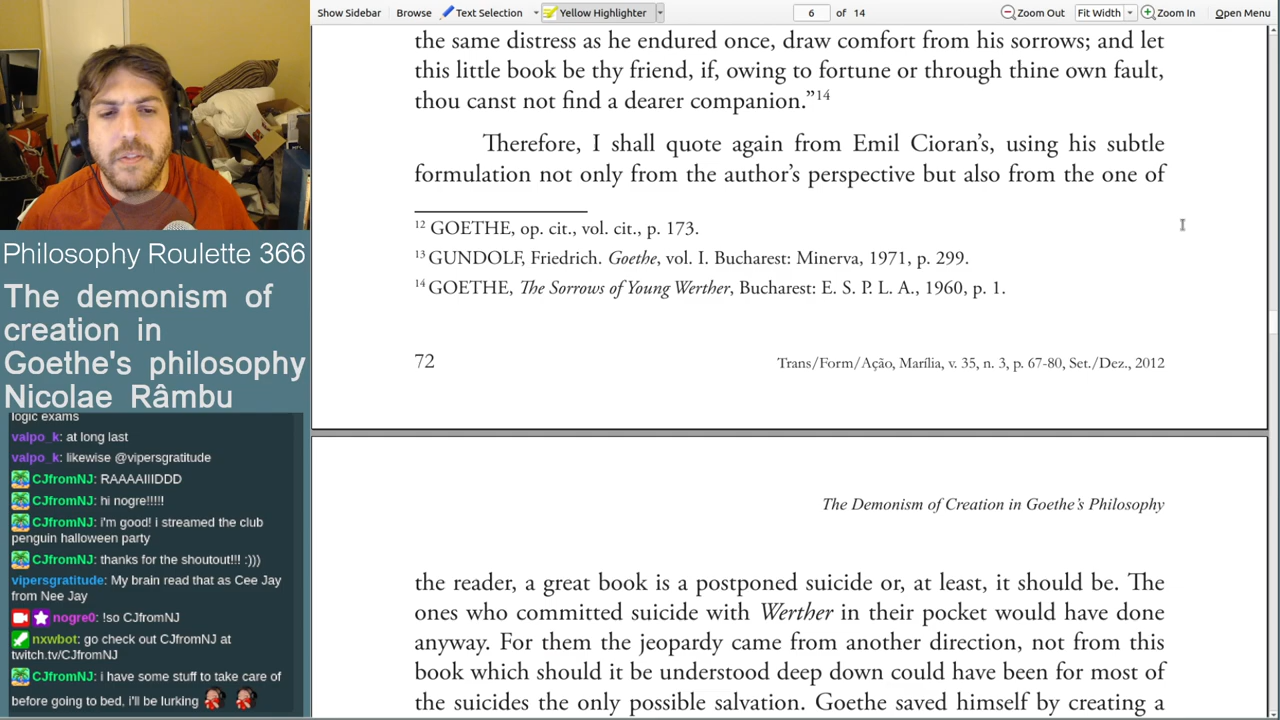 Show Sidebar Browse Text Selection Yellow Highlighter 6 of 14 Zoom Out Fit Width Zoom In Open Menu
the same distress as he endured once, draw comfort from his sorrows; and let
this little book be thy friend, if, owing to fortune or through thine own fault,
thou canst not find a dearer companion.”14
Therefore, I shall quote again from Emil Cioran’s, using his subtle
formulation not only from the author’s perspective but also from the one of
12 GOETHE, op. cit., vol. cit., p. 173.
13 GUNDOLF, Friedrich. Goethe, vol. I. Bucharest: Minerva, 1971, p. 299.
14 GOETHE, The Sorrows of Young Werther, Bucharest: E. S. P. L. A., 1960, p. 1.
72 Trans/Form/Ação, Marília, v. 35, n. 3, p. 67-80, Set./Dez., 2012
The Demonism of Creation in Goethe’s Philosophy
the reader, a great book is a postponed suicide or, at least, it should be. The
ones who committed suicide with Werther in their pocket would have done
anyway. For them the jeopardy came from another direction, not from this
book which should it be understood deep down could have been for most of
the suicides the only possible salvation. Goethe saved himself by creating a
Philosophy Roulette 366
The demonism of
creation in
Goethe's philosophy
Nicolae Râmbu
logic exams
valpo_k: at long last
valpo_k: likewise @vipersgratitude
CJfromNJ: RAAAAIIIDDD
CJfromNJ: hi nogre!!!!!
CJfromNJ: i'm good! i streamed the club
penguin halloween party
CJfromNJ: thanks for the shoutout!!! :)))
vipersgratitude: My brain read that as Cee Jay
from Nee Jay
nogre0: !so CJfromNJ
nxwbot: go check out CJfromNJ at
twitch.tv/CJfromNJ
CJfromNJ: i have some stuff to take care of
before going to bed, i'll be lurking